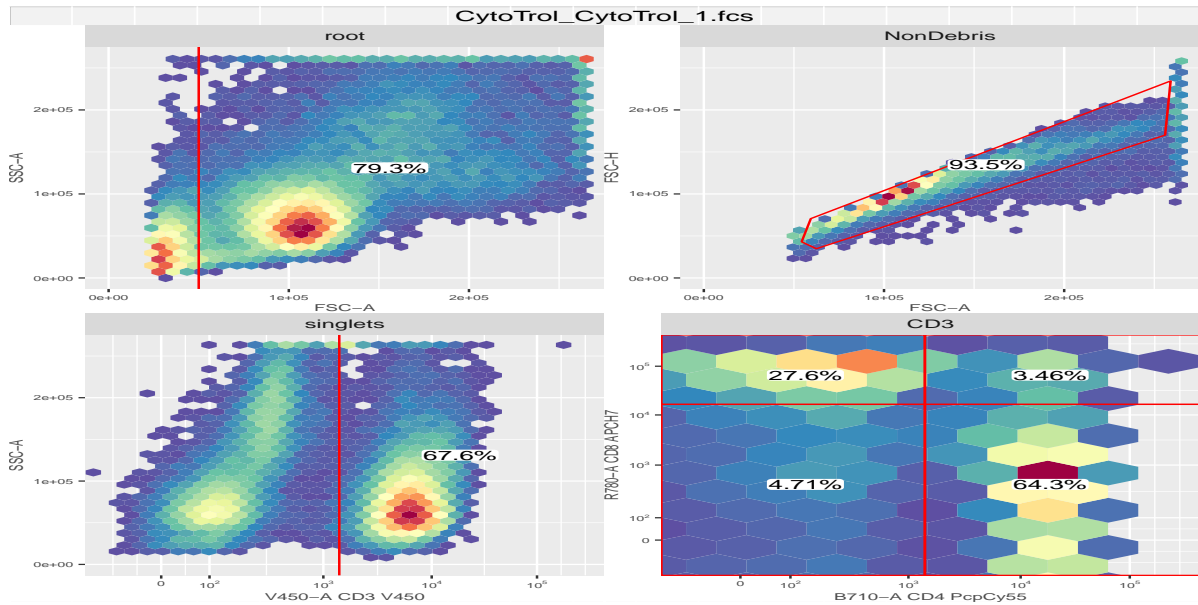 CytoTrol_CytoTrol_1.fcs
root
NonDebris
SSC-A
2e+05
1e+05
0e+00
79.3%
0e+00 1e+05 2e+05
FSC-A
FSC-H
2e+05
1e+05
0e+00
93.5%
0e+00 1e+05 2e+05
FSC-A
singlets
CD3
SSC-A
2e+05
1e+05
0e+00
67.6%
0 10² 10³ 10⁴ 10⁵
V450-A CD3 V450
R780-A CD8 APCH7
10⁵
10⁴
10³
10²
0
27.6% 3.46%
4.71% 64.3%
0 10² 10³ 10⁴ 10⁵
B710-A CD4 PcpCy55